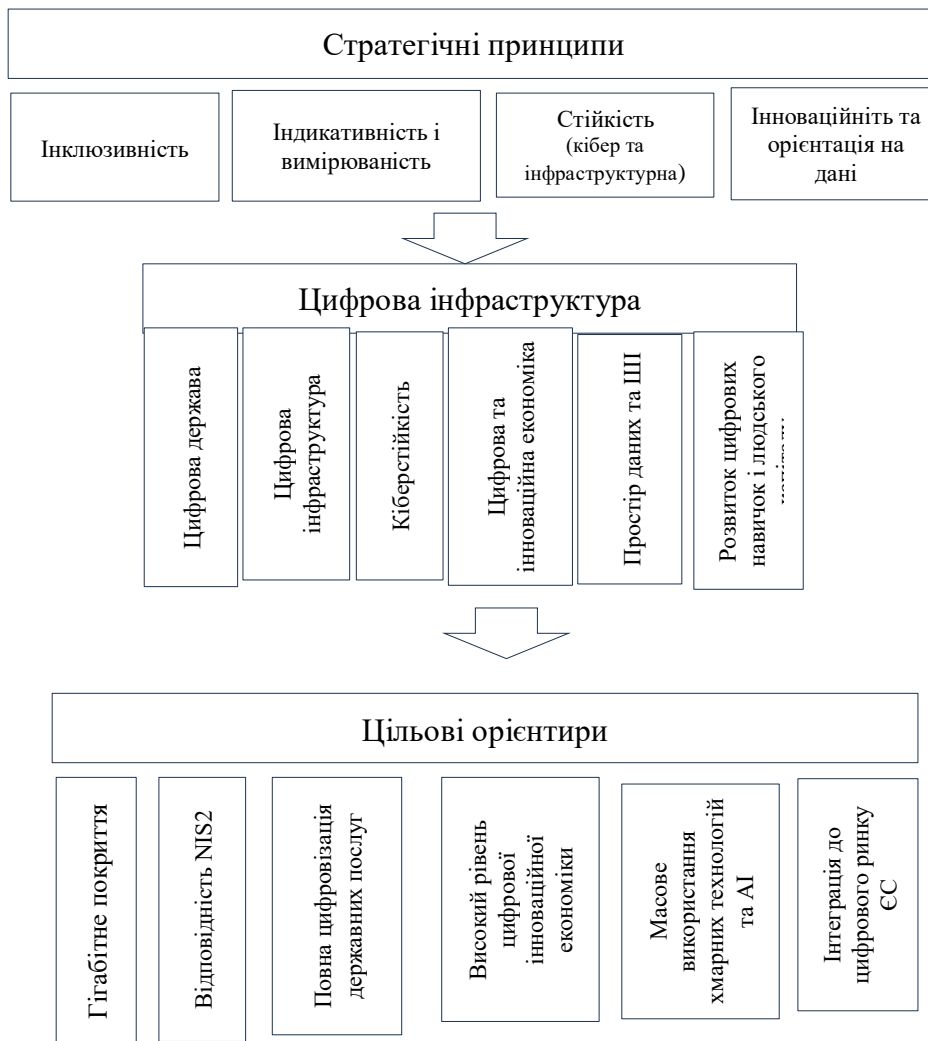 Стратегічні принципи
Інклюзивність
Індикативність і
вимірюваність
Стійкість
(кібер та
інфраструктурна)
Інноваційніть та
орієнтація на
дані
Цифрова інфраструктура
Цифрова держава
Цифрова
інфраструктура
Кіберстійкість
Цифрова та
інноваційна економіка
Простір даних та ШІ
Розвиток цифрових
навичок і людського
Цільові орієнтири
Гігабітне покриття
Відповідність NIS2
Повна цифровізація
державних послуг
Високий рівень
цифрової
інноваційної
економіки
Масове
використання
хмарних технологій
та АІ
Інтеграція до
цифрового ринку
ЄС